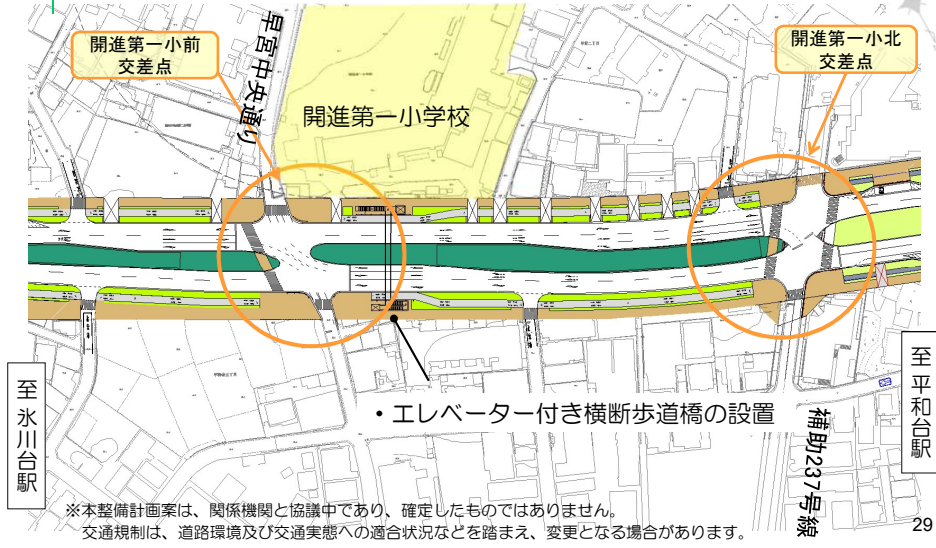 開進第一小前
交差点
早宮中央通り
開進第一小学校
開進第一小北
交差点
至 氷川台駅
・エレベーター付き横断歩道橋の設置
補助237号線
至 平和台駅
※本整備計画案は、関係機関と協議中であり、確定したものではありません。
交通規制は、道路環境及び交通実態への適合状況などを踏まえ、変更となる場合があります。
29